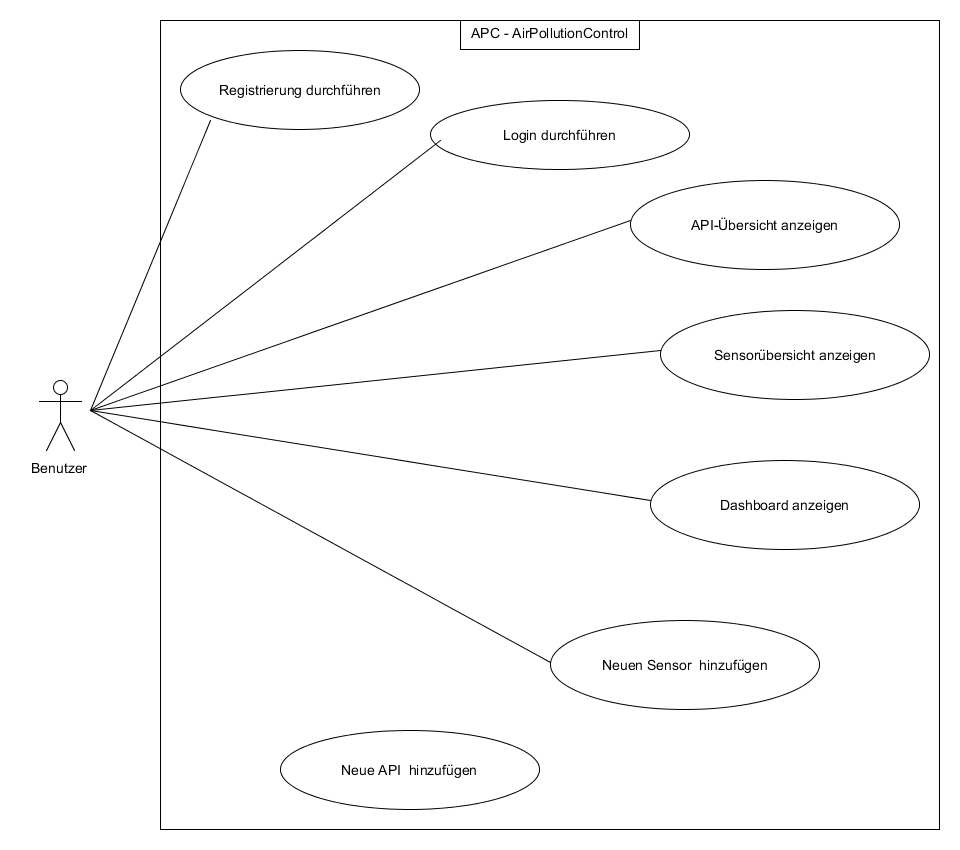 APC - AirPollutionControl
Registrierung durchführen
Login durchführen
API-Übersicht anzeigen
Sensorübersicht anzeigen
Benutzer
Dashboard anzeigen
Neuen Sensor  hinzufügen
Neue API  hinzufügen